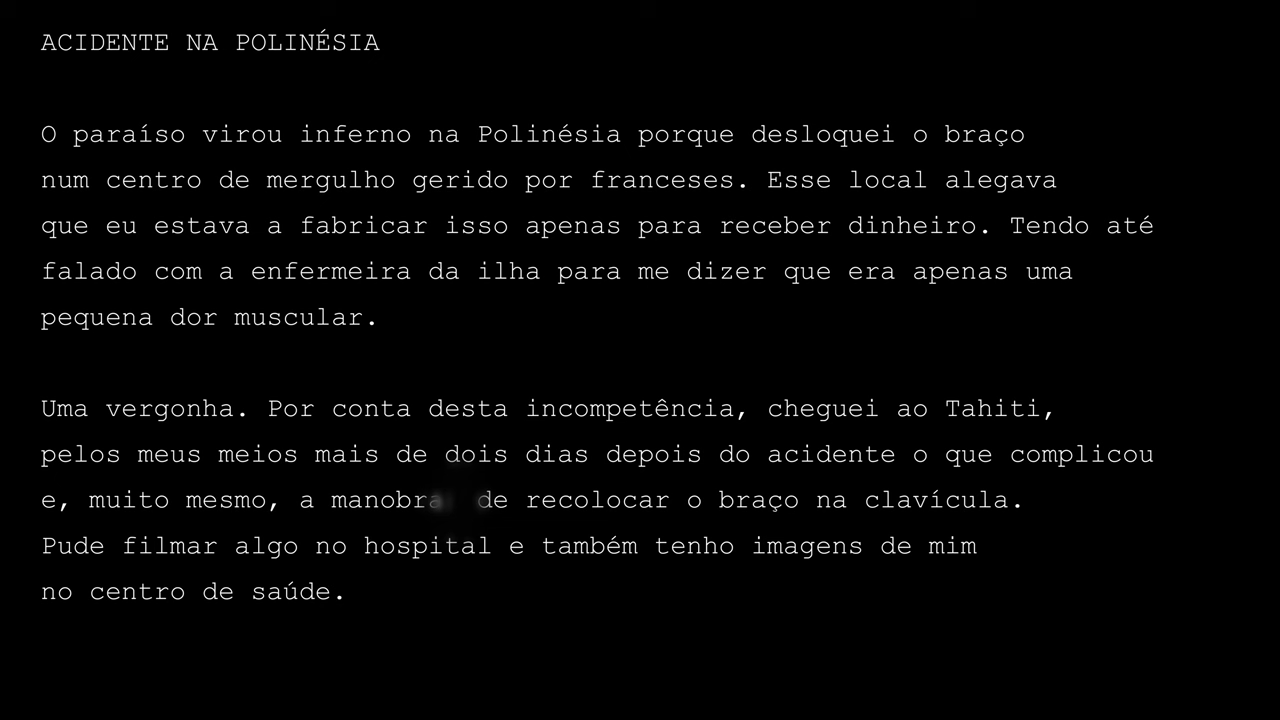 ACIDENTE NA POLINÉSIA
O paraíso virou inferno na Polinésia porque desloquei o braço
num centro de mergulho gerido por franceses. Esse local alegava
que eu estava a fabricar isso apenas para receber dinheiro. Tendo até
falado com a enfermeira da ilha para me dizer que era apenas uma
pequena dor muscular.
Uma vergonha. Por conta desta incompetência, cheguei ao Tahiti,
pelos meus meios mais de dois dias depois do acidente o que complicou
e, muito mesmo, a manobra de recolocar o braço na clavícula.
Pude filmar algo no hospital e também tenho imagens de mim
no centro de saúde.